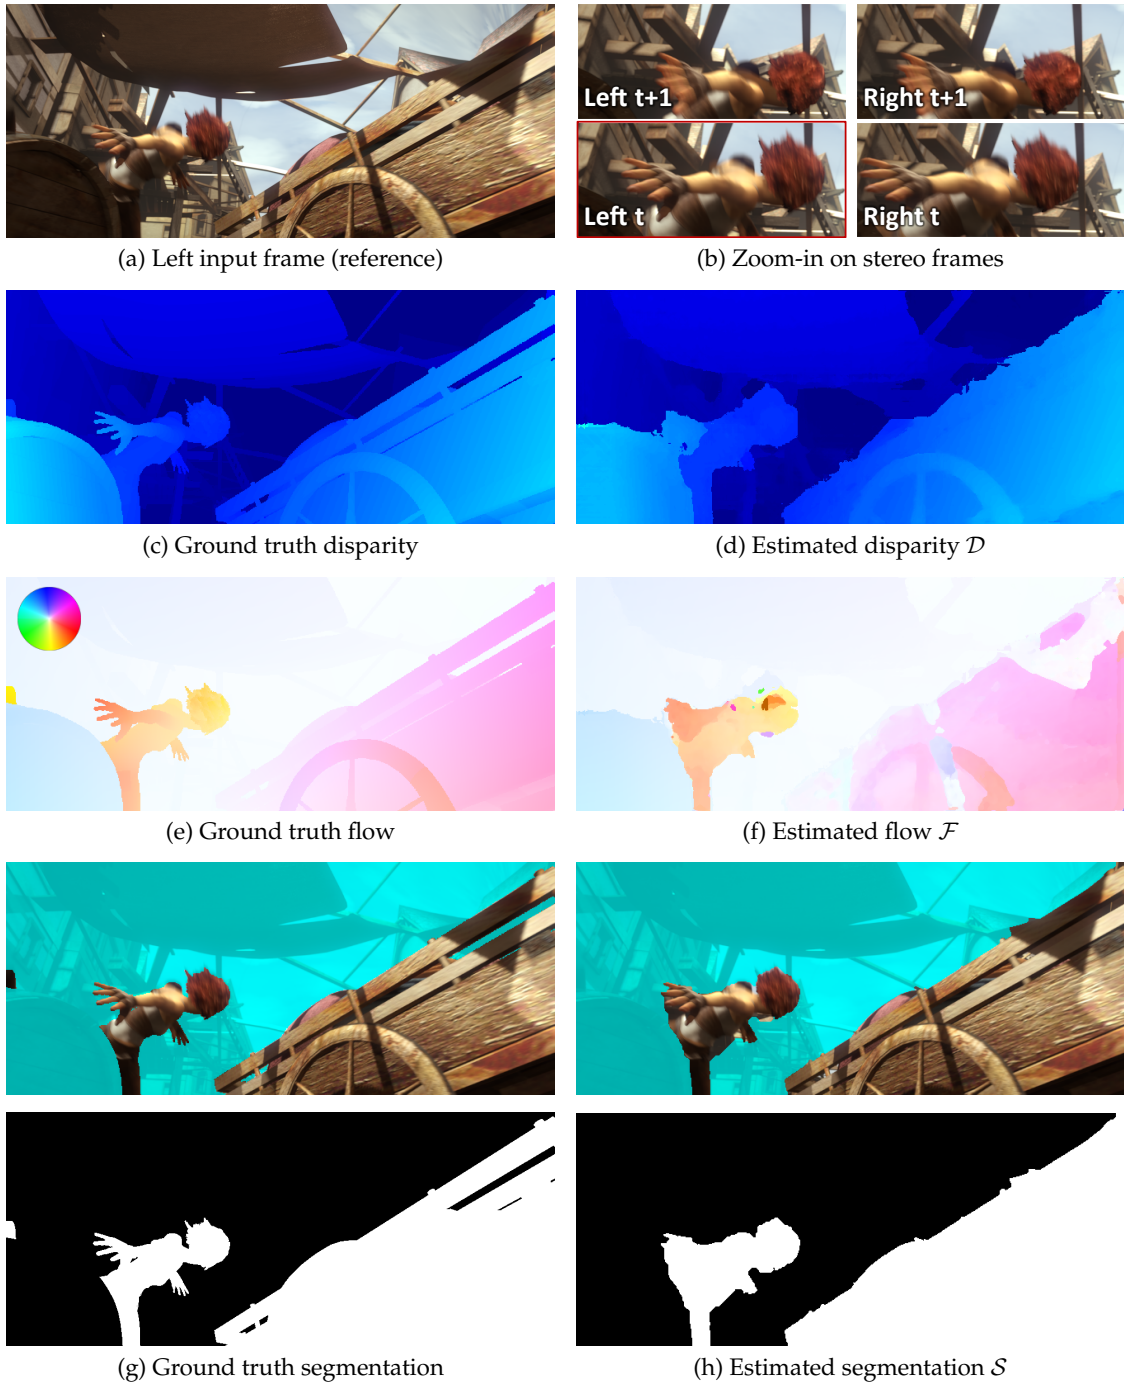 Left t+1
Right t+1
Left t
Right t
(a) Left input frame (reference)
(b) Zoom-in on stereo frames
(c) Ground truth disparity
(d) Estimated disparity 𝒟
(e) Ground truth flow
(f) Estimated flow ℱ
(g) Ground truth segmentation
(h) Estimated segmentation 𝒮